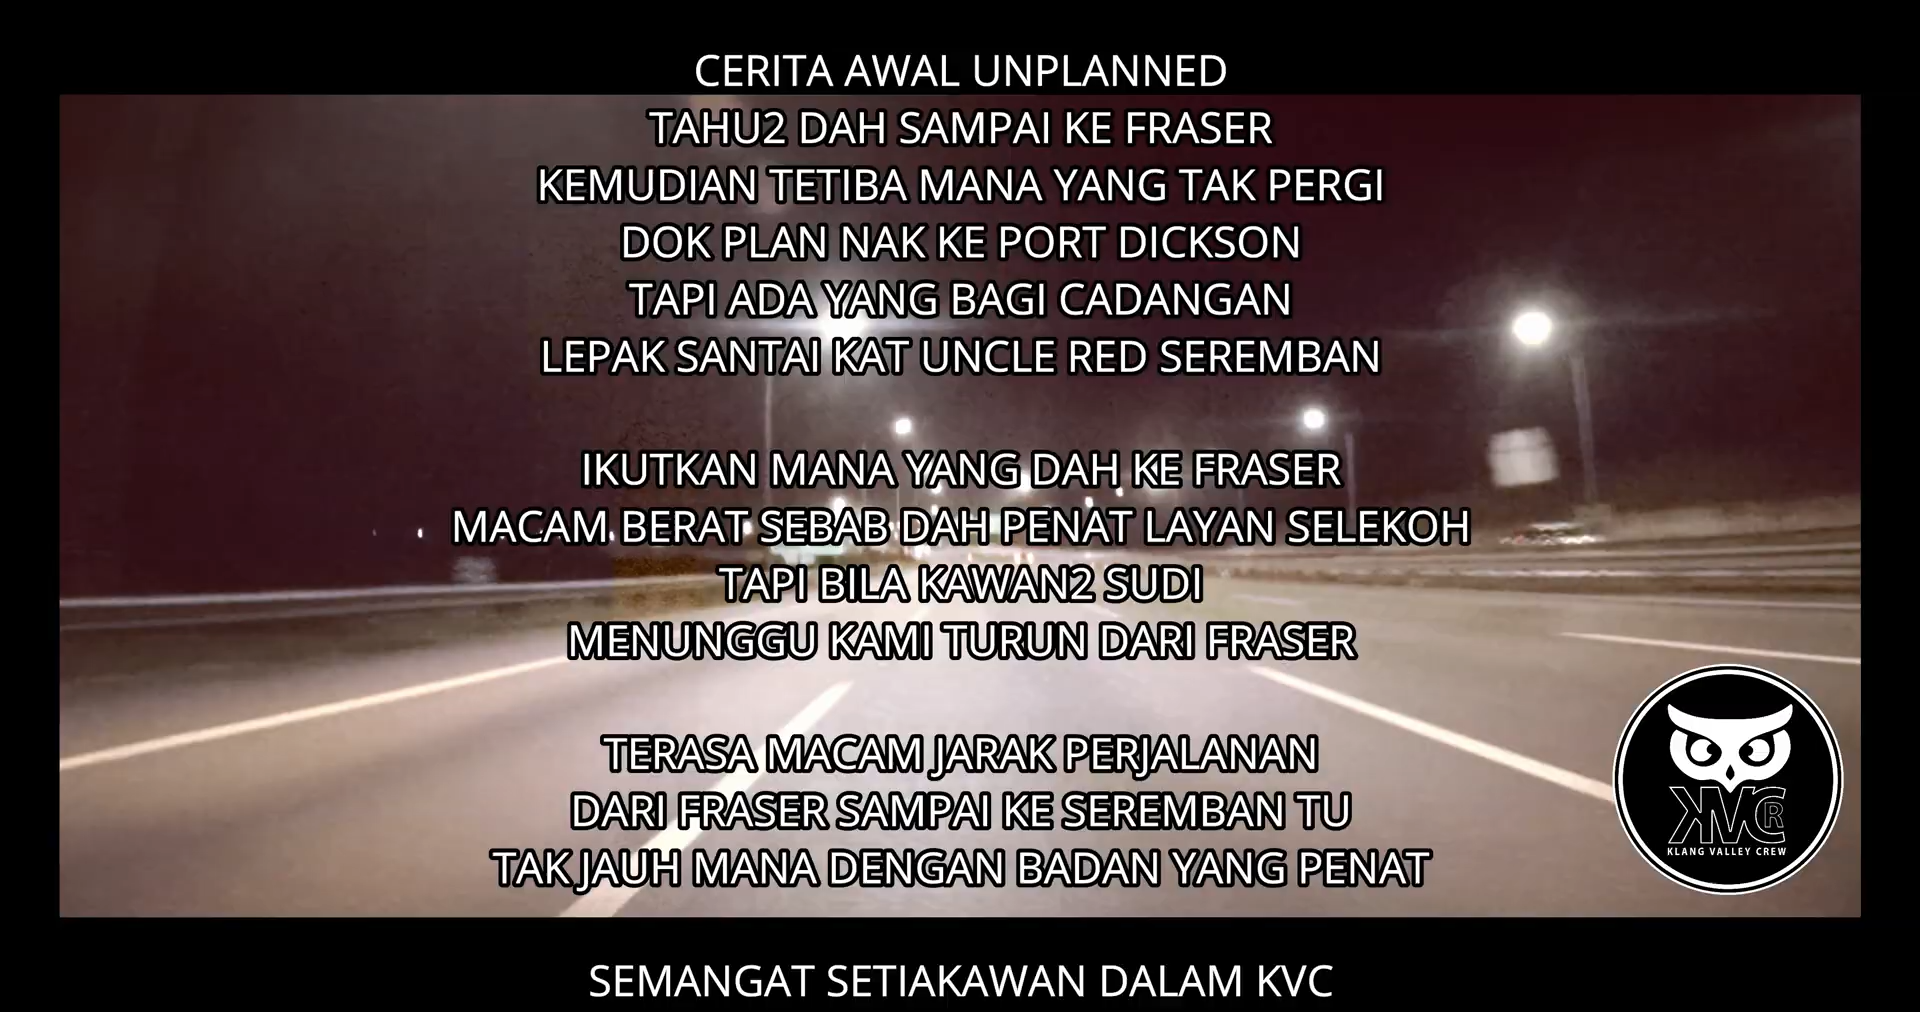 CERITA AWAL UNPLANNED
TAHU2 DAH SAMPAI KE FRASER
KEMUDIAN TETIBA MANA YANG TAK PERGI
DOK PLAN NAK KE PORT DICKSON
TAPI ADA YANG BAGI CADANGAN
LEPAK SANTAI KAT UNCLE RED SEREMBAN
IKUTKAN MANA YANG DAH KE FRASER
MACAM BERAT SEBAB DAH PENAT LAYAN SELEKOH
TAPI BILA KAWAN2 SUDI
MENUNGGU KAMI TURUN DARI FRASER
TERASA MACAM JARAK PERJALANAN
DARI FRASER SAMPAI KE SEREMBAN TU
TAK JAUH MANA DENGAN BADAN YANG PENAT
KVCR
KLANG VALLEY CREW
SEMANGAT SETIAKAWAN DALAM KVC